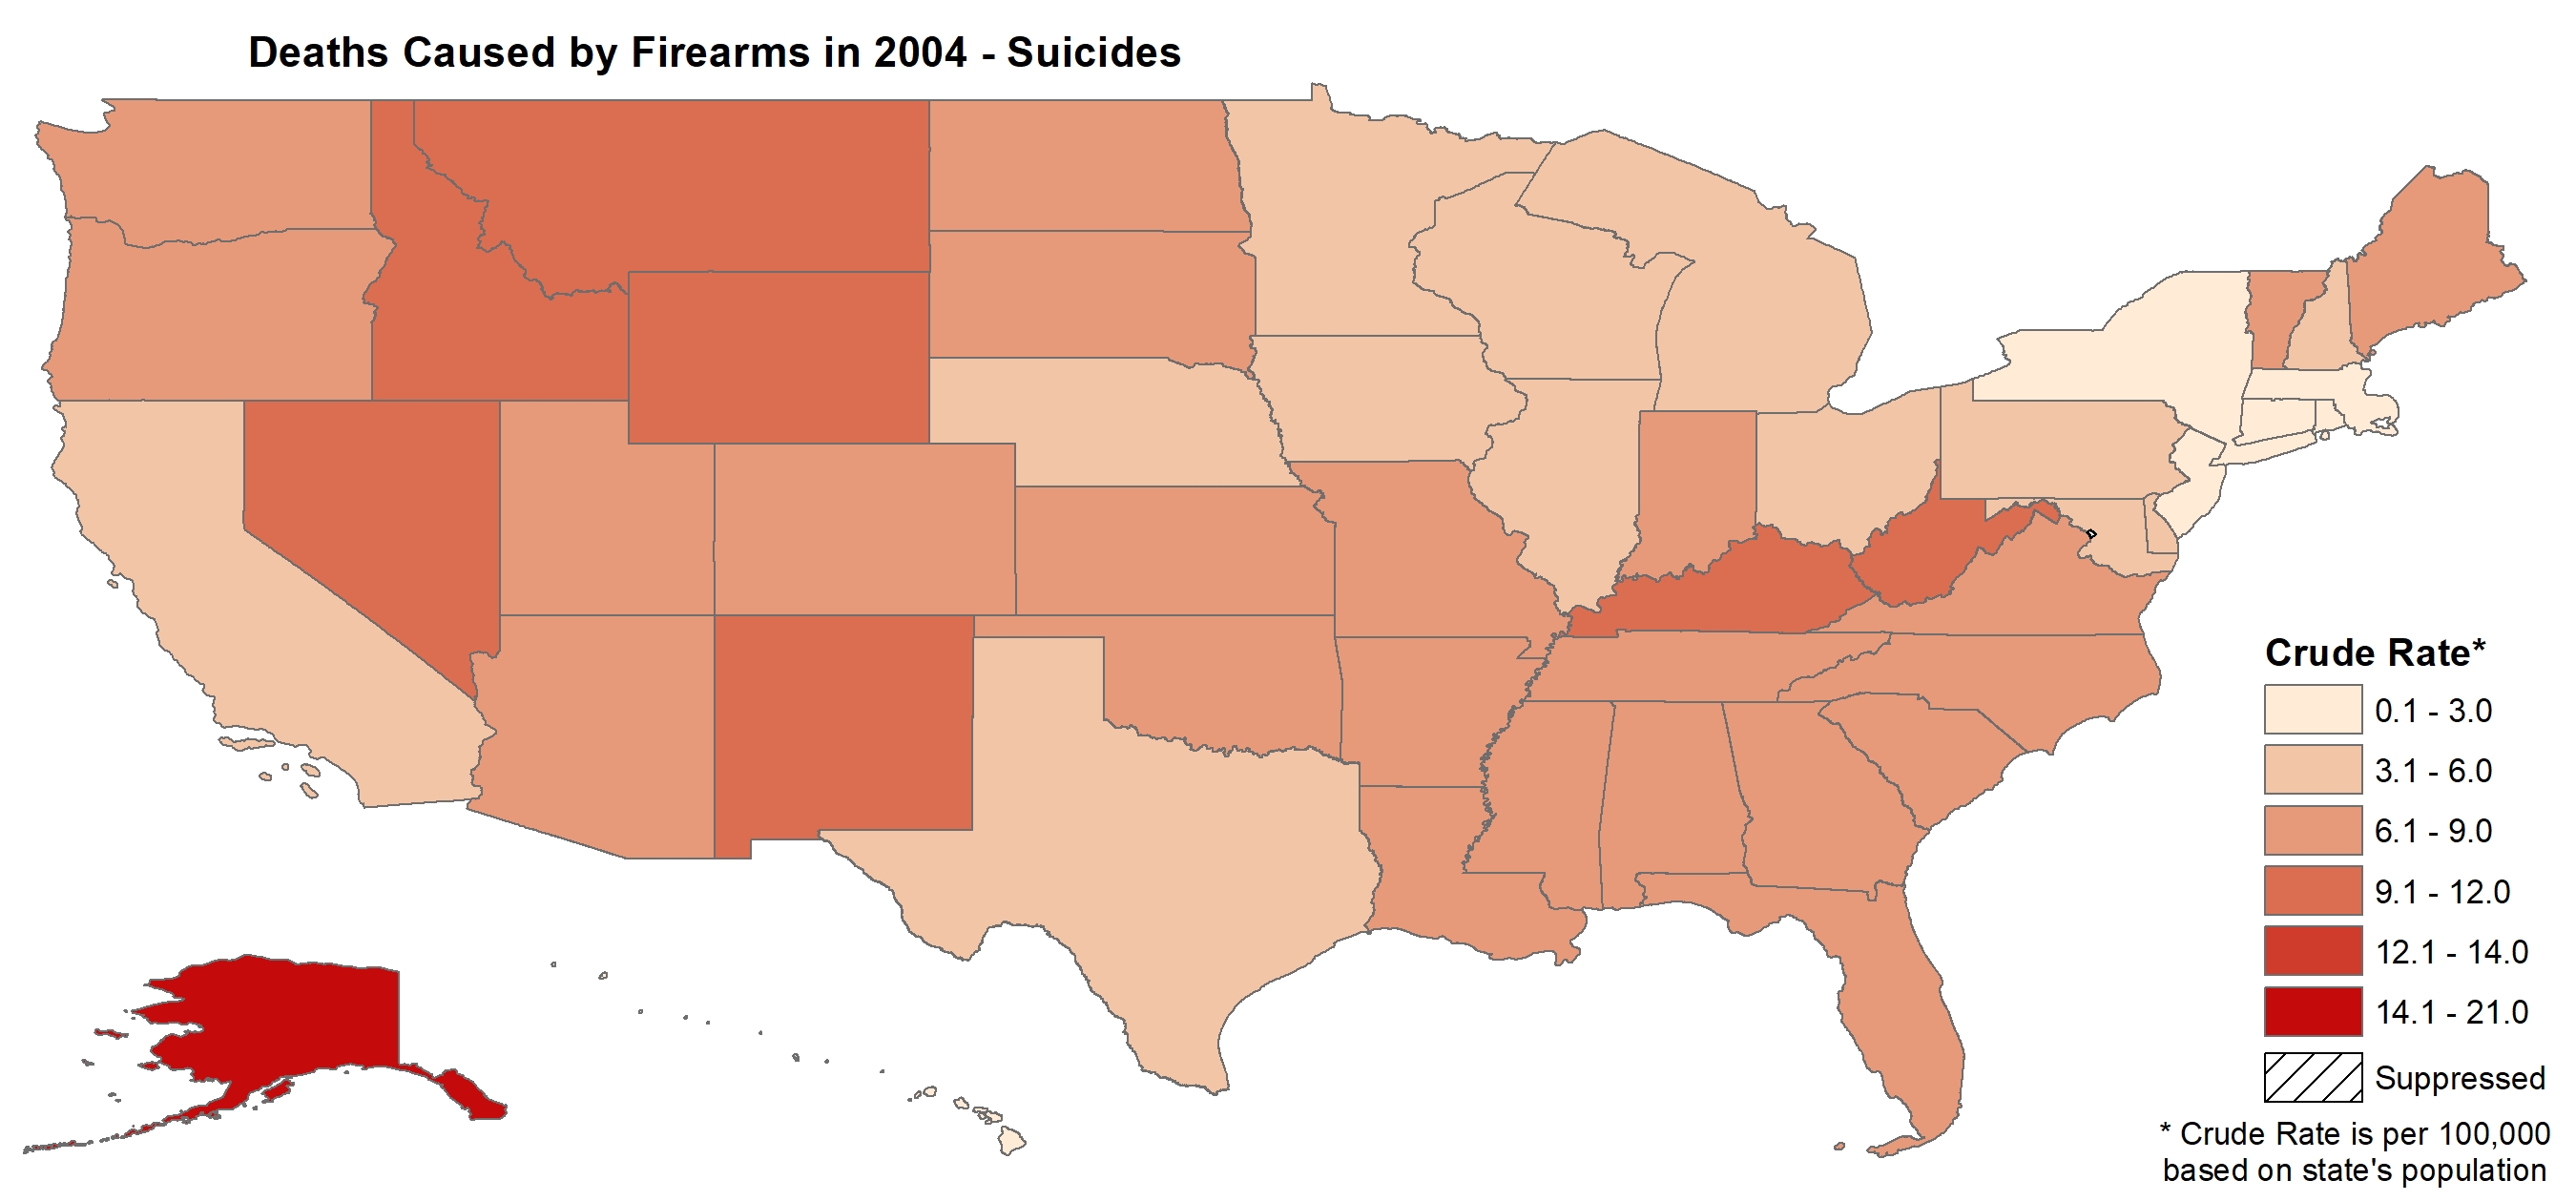 Deaths Caused by Firearms in 2004 - Suicides
Crude Rate*
0.1 - 3.0
3.1 - 6.0
6.1 - 9.0
9.1 - 12.0
12.1 - 14.0
14.1 - 21.0
Suppressed
* Crude Rate is per 100,000
based on state's population